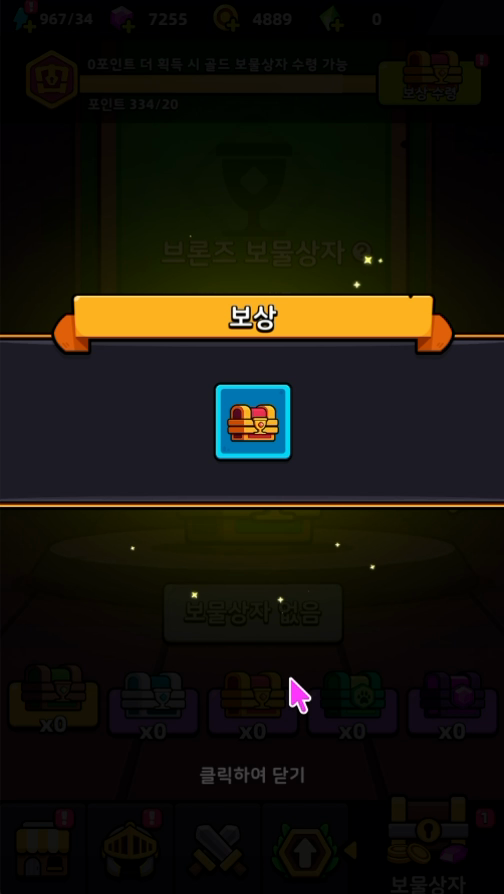 967/34 7255 4889 0
0포인트 더 획득 시 골드 보물상자 수령 가능
보상 수령
포인트 334/20
브론즈 보물상자
보상
보물상자 없음
x0 x0 x0 x0 x0
클릭하여 닫기
1
보물상자